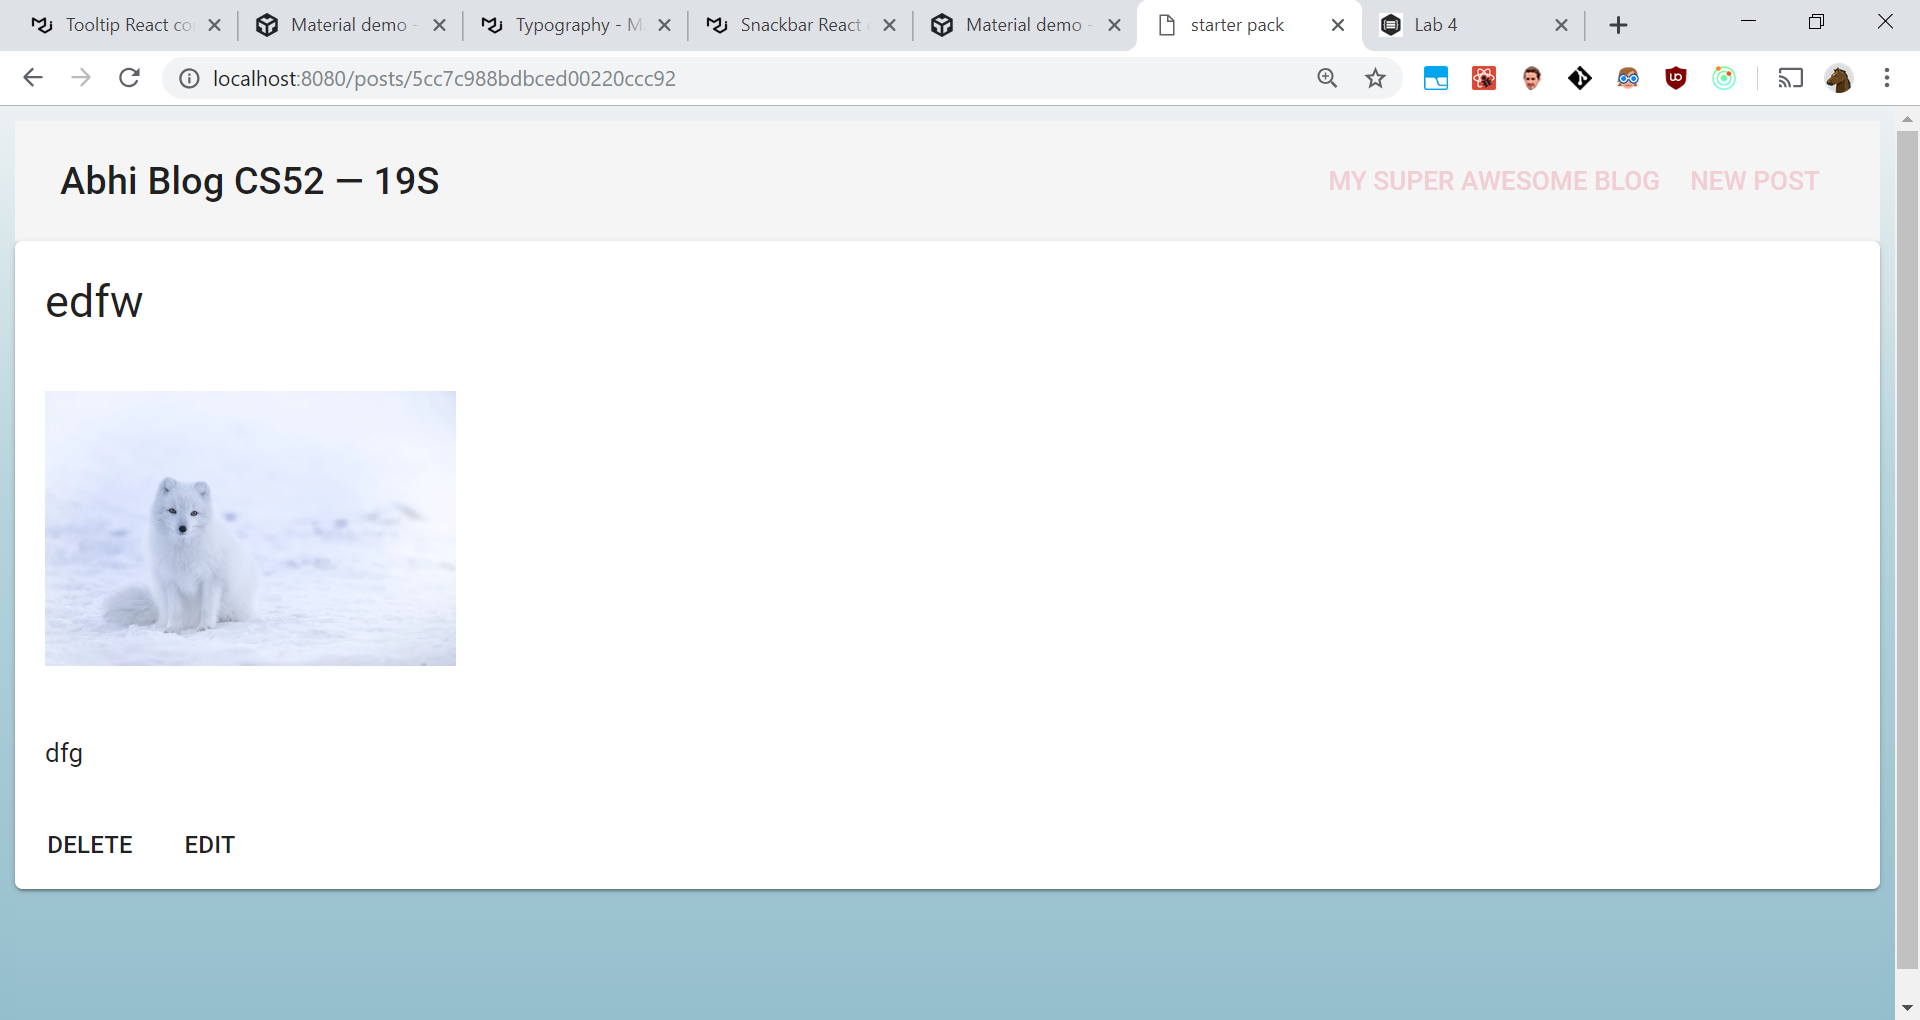 Tooltip React co
Material demo -
Typography - M
Snackbar React
Material demo -
starter pack
Lab 4
localhost:8080/posts/5cc7c988bdbced00220ccc92
Abhi Blog CS52 — 19S
MY SUPER AWESOME BLOG
NEW POST
edfw
dfg
DELETE
EDIT